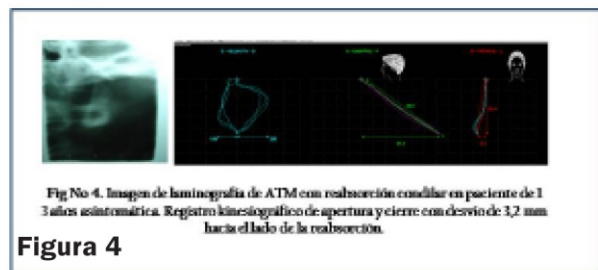 Fig No 4. Imagen de laminografía de ATM con reabsorción condilar en paciente de 1
3 años asintomática. Registro kinesiográfico de apertura y cierre con desvío de 3,2 mm
hacia el lado de la reabsorción.
Figura 4